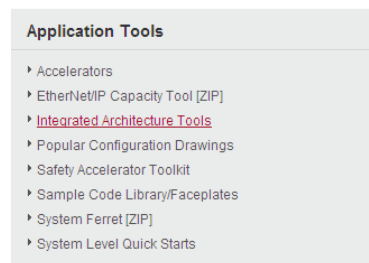 Application Tools
Accelerators
EtherNet/IP Capacity Tool [ZIP]
Integrated Architecture Tools
Popular Configuration Drawings
Safety Accelerator Toolkit
Sample Code Library/Faceplates
System Ferret [ZIP]
System Level Quick Starts